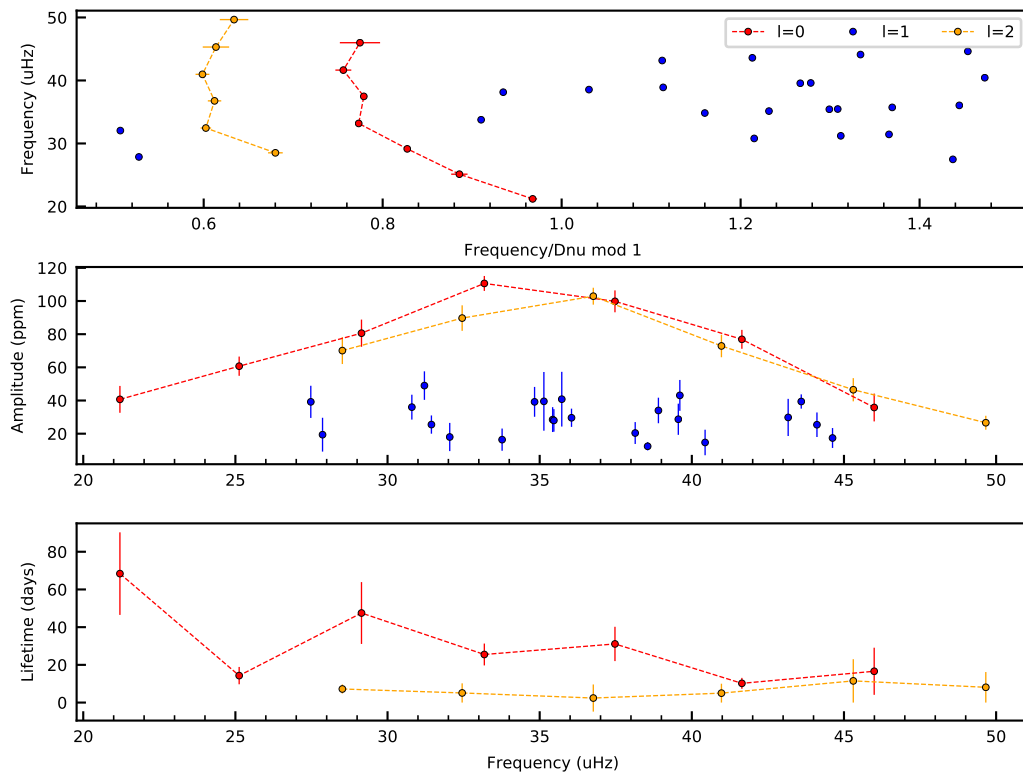 50
40
30
20
Frequency (uHz)
l=0 l=1 l=2
0.6 0.8 1.0 1.2 1.4
Frequency/Dnu mod 1
120
100
80
60
40
20
Amplitude (ppm)
20 25 30 35 40 45 50
80
60
40
20
0
Lifetime (days)
20 25 30 35 40 45 50
Frequency (uHz)